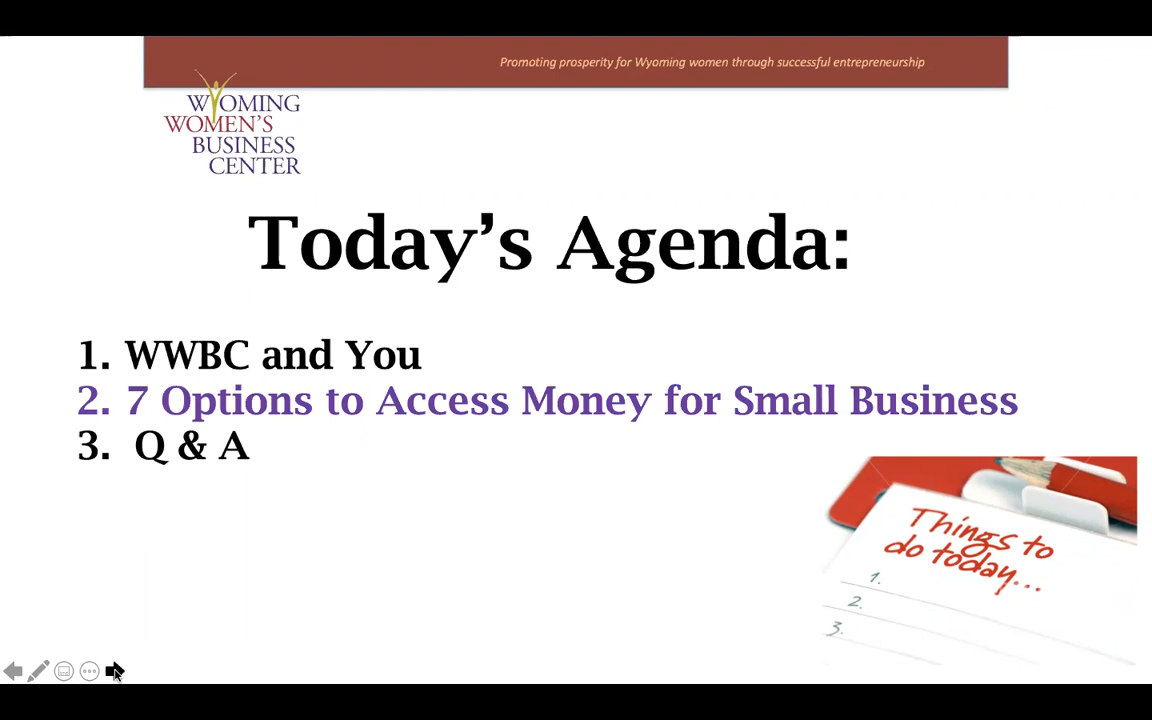 Promoting prosperity for Wyoming women through successful entrepreneurship
WYOMING
WOMEN'S
BUSINESS
CENTER
Today's Agenda:
1. WWBC and You
2. 7 Options to Access Money for Small Business
3. Q & A
Things to
do today...
1.
2.
3.